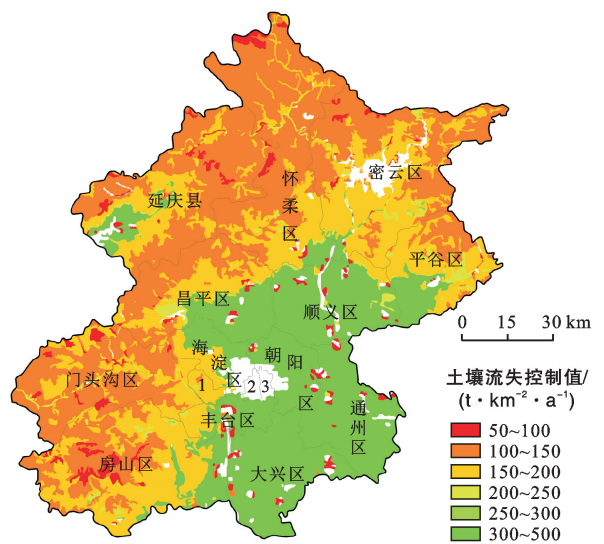 怀柔区
密云区
延庆县
平谷区
昌平区
顺义区
海淀区
朝阳区
门头沟区
1
2 3
丰台区
通州区
房山区
大兴区
0 15 30 km
土壤流失控制值/
(t·km⁻²·a⁻¹)
50~100
100~150
150~200
200~250
250~300
300~500